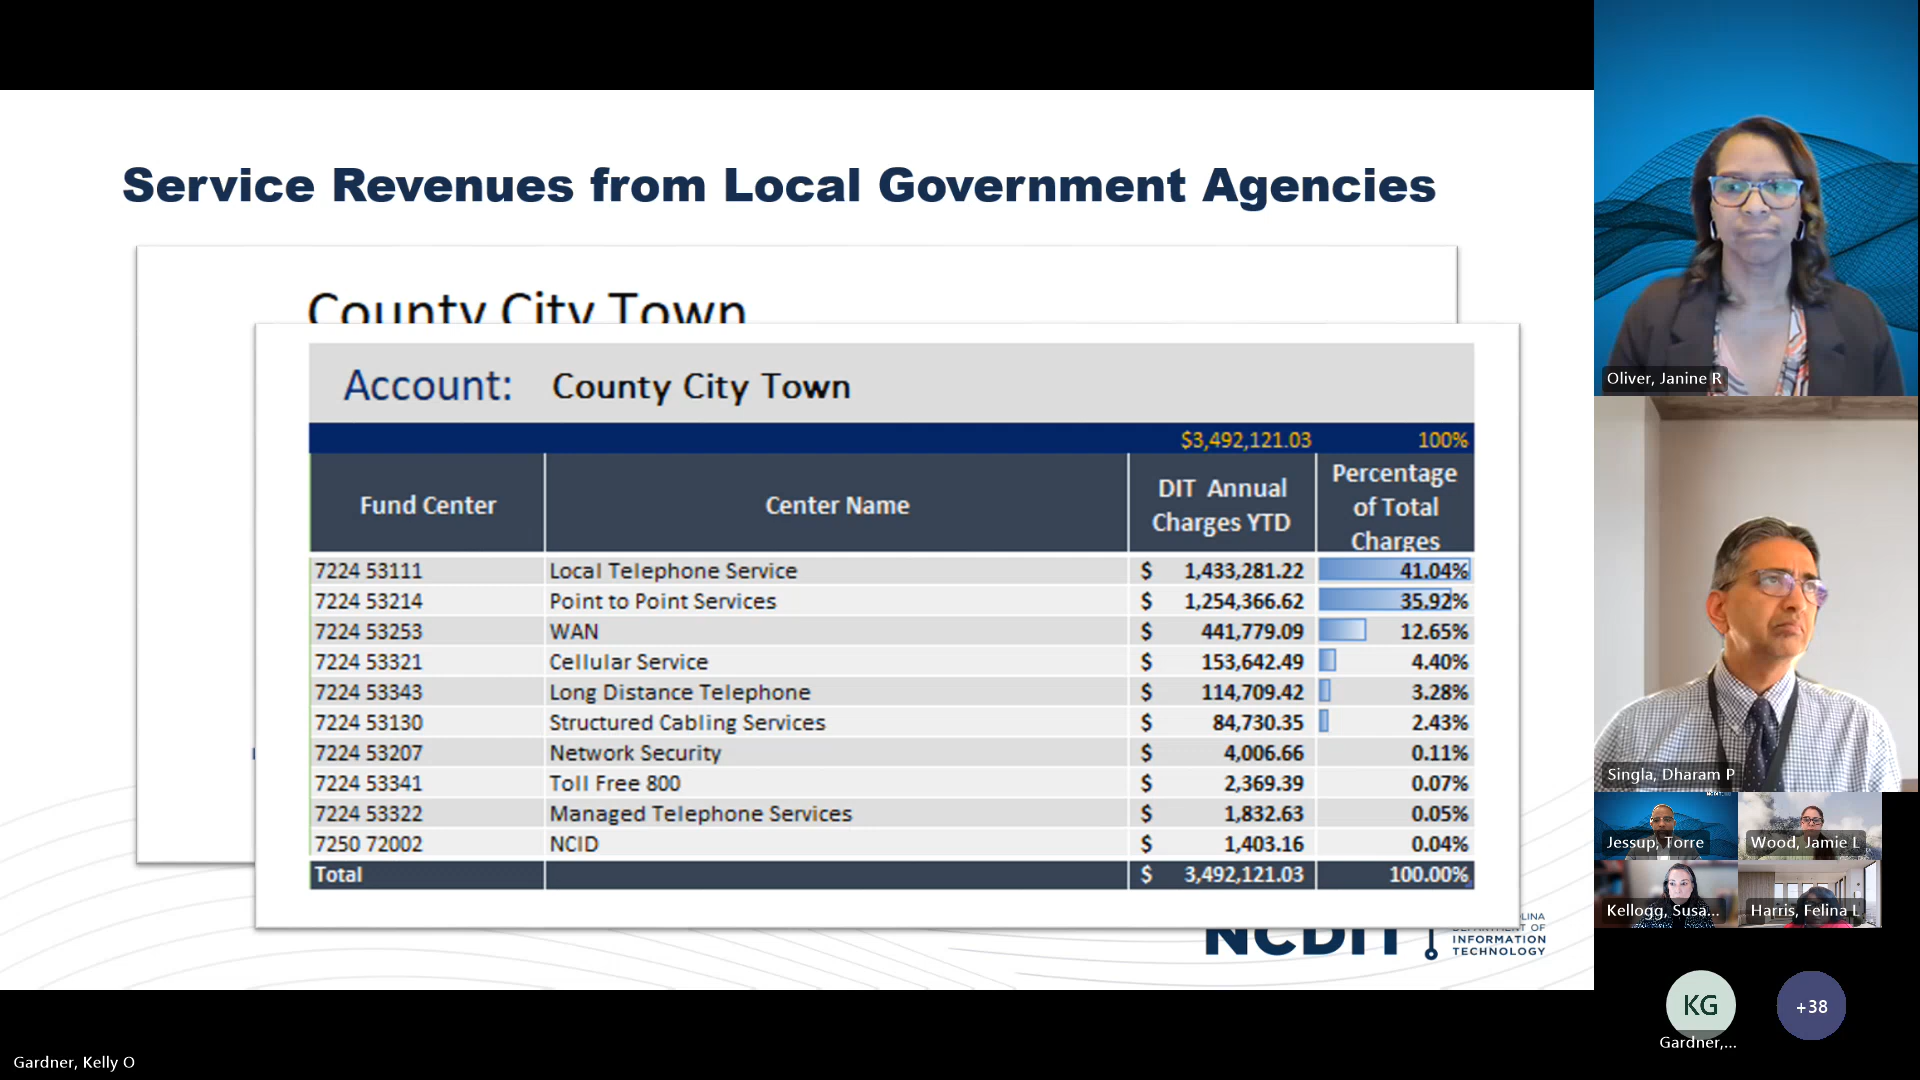 Service Revenues from Local Government Agencies
County City Town
Account: County City Town
$3,492,121.03 100%
Fund Center Center Name DIT Annual Charges YTD Percentage of Total Charges
7224 53111 Local Telephone Service $ 1,433,281.22 41.04%
7224 53214 Point to Point Services $ 1,254,366.62 35.92%
7224 53253 WAN $ 441,779.09 12.65%
7224 53321 Cellular Service $ 153,642.49 4.40%
7224 53343 Long Distance Telephone $ 114,709.42 3.28%
7224 53130 Structured Cabling Services $ 84,730.35 2.43%
7224 53207 Network Security $ 4,006.66 0.11%
7224 53341 Toll Free 800 $ 2,369.39 0.07%
7224 53322 Managed Telephone Services $ 1,832.63 0.05%
7250 72002 NCID $ 1,403.16 0.04%
Total $ 3,492,121.03 100.00%
NCDIT
INFORMATION
TECHNOLOGY
Oliver, Janine R
Singla, Dharam P
Jessup, Torre
Wood, Jamie L
Kellogg, Susa...
Harris, Felina L
KG
+38
Gardner,...
Gardner, Kelly O